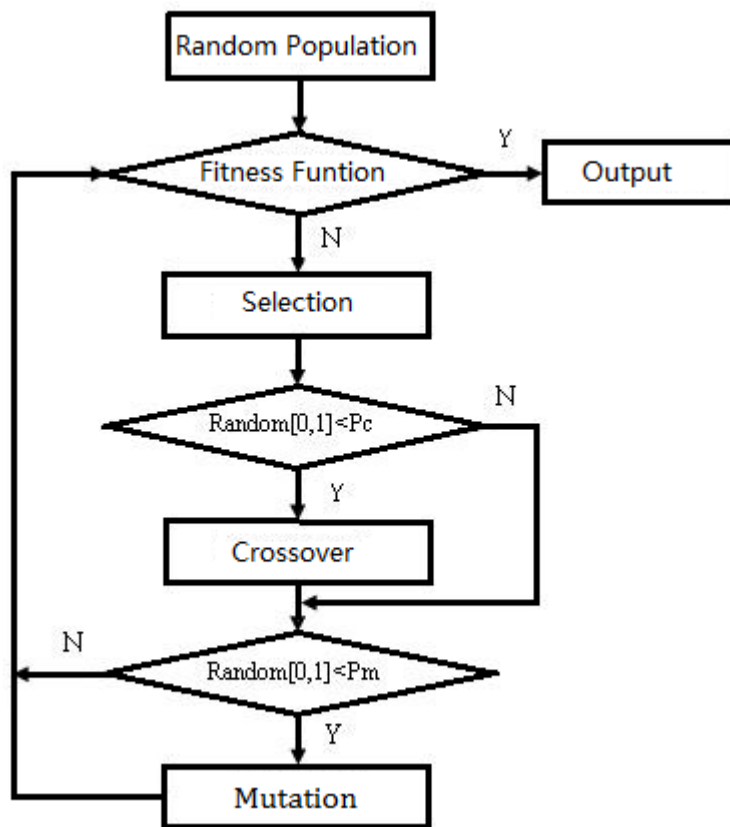 Random Population
Y
Fitness Funtion
Output
N
Selection
N
Random[0,1]<Pc
Y
Crossover
N
Random[0,1]<Pm
Y
Mutation